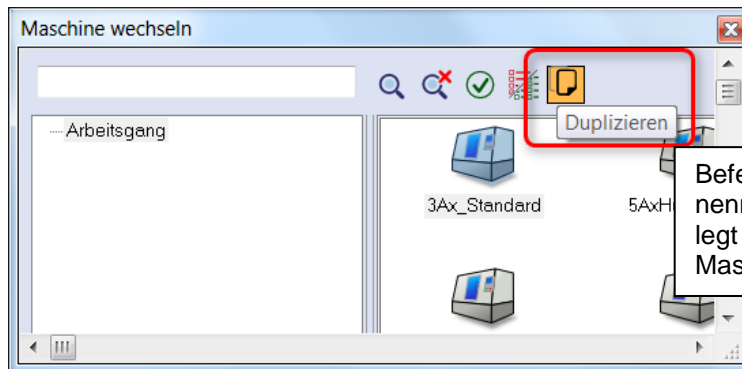 Maschine wechseln
Duplizieren
Arbeitsgang
3Ax_Standard
5AxH
Befe
nenn
legt
Mas